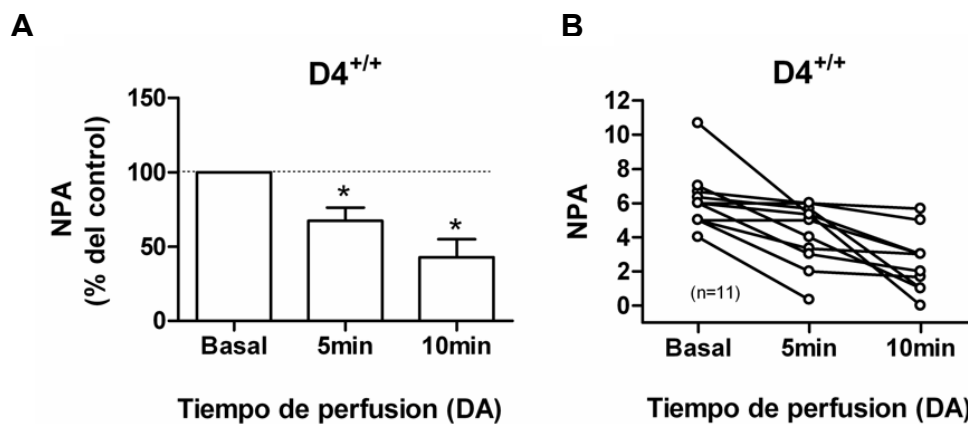 A
D4+/+
150
100
50
0
NPA
(% del control)
*
*
Basal 5min 10min
Tiempo de perfusion (DA)
B
D4+/+
12
10
8
6
4
2
0
NPA
(n=11)
Basal 5min 10min
Tiempo de perfusion (DA)